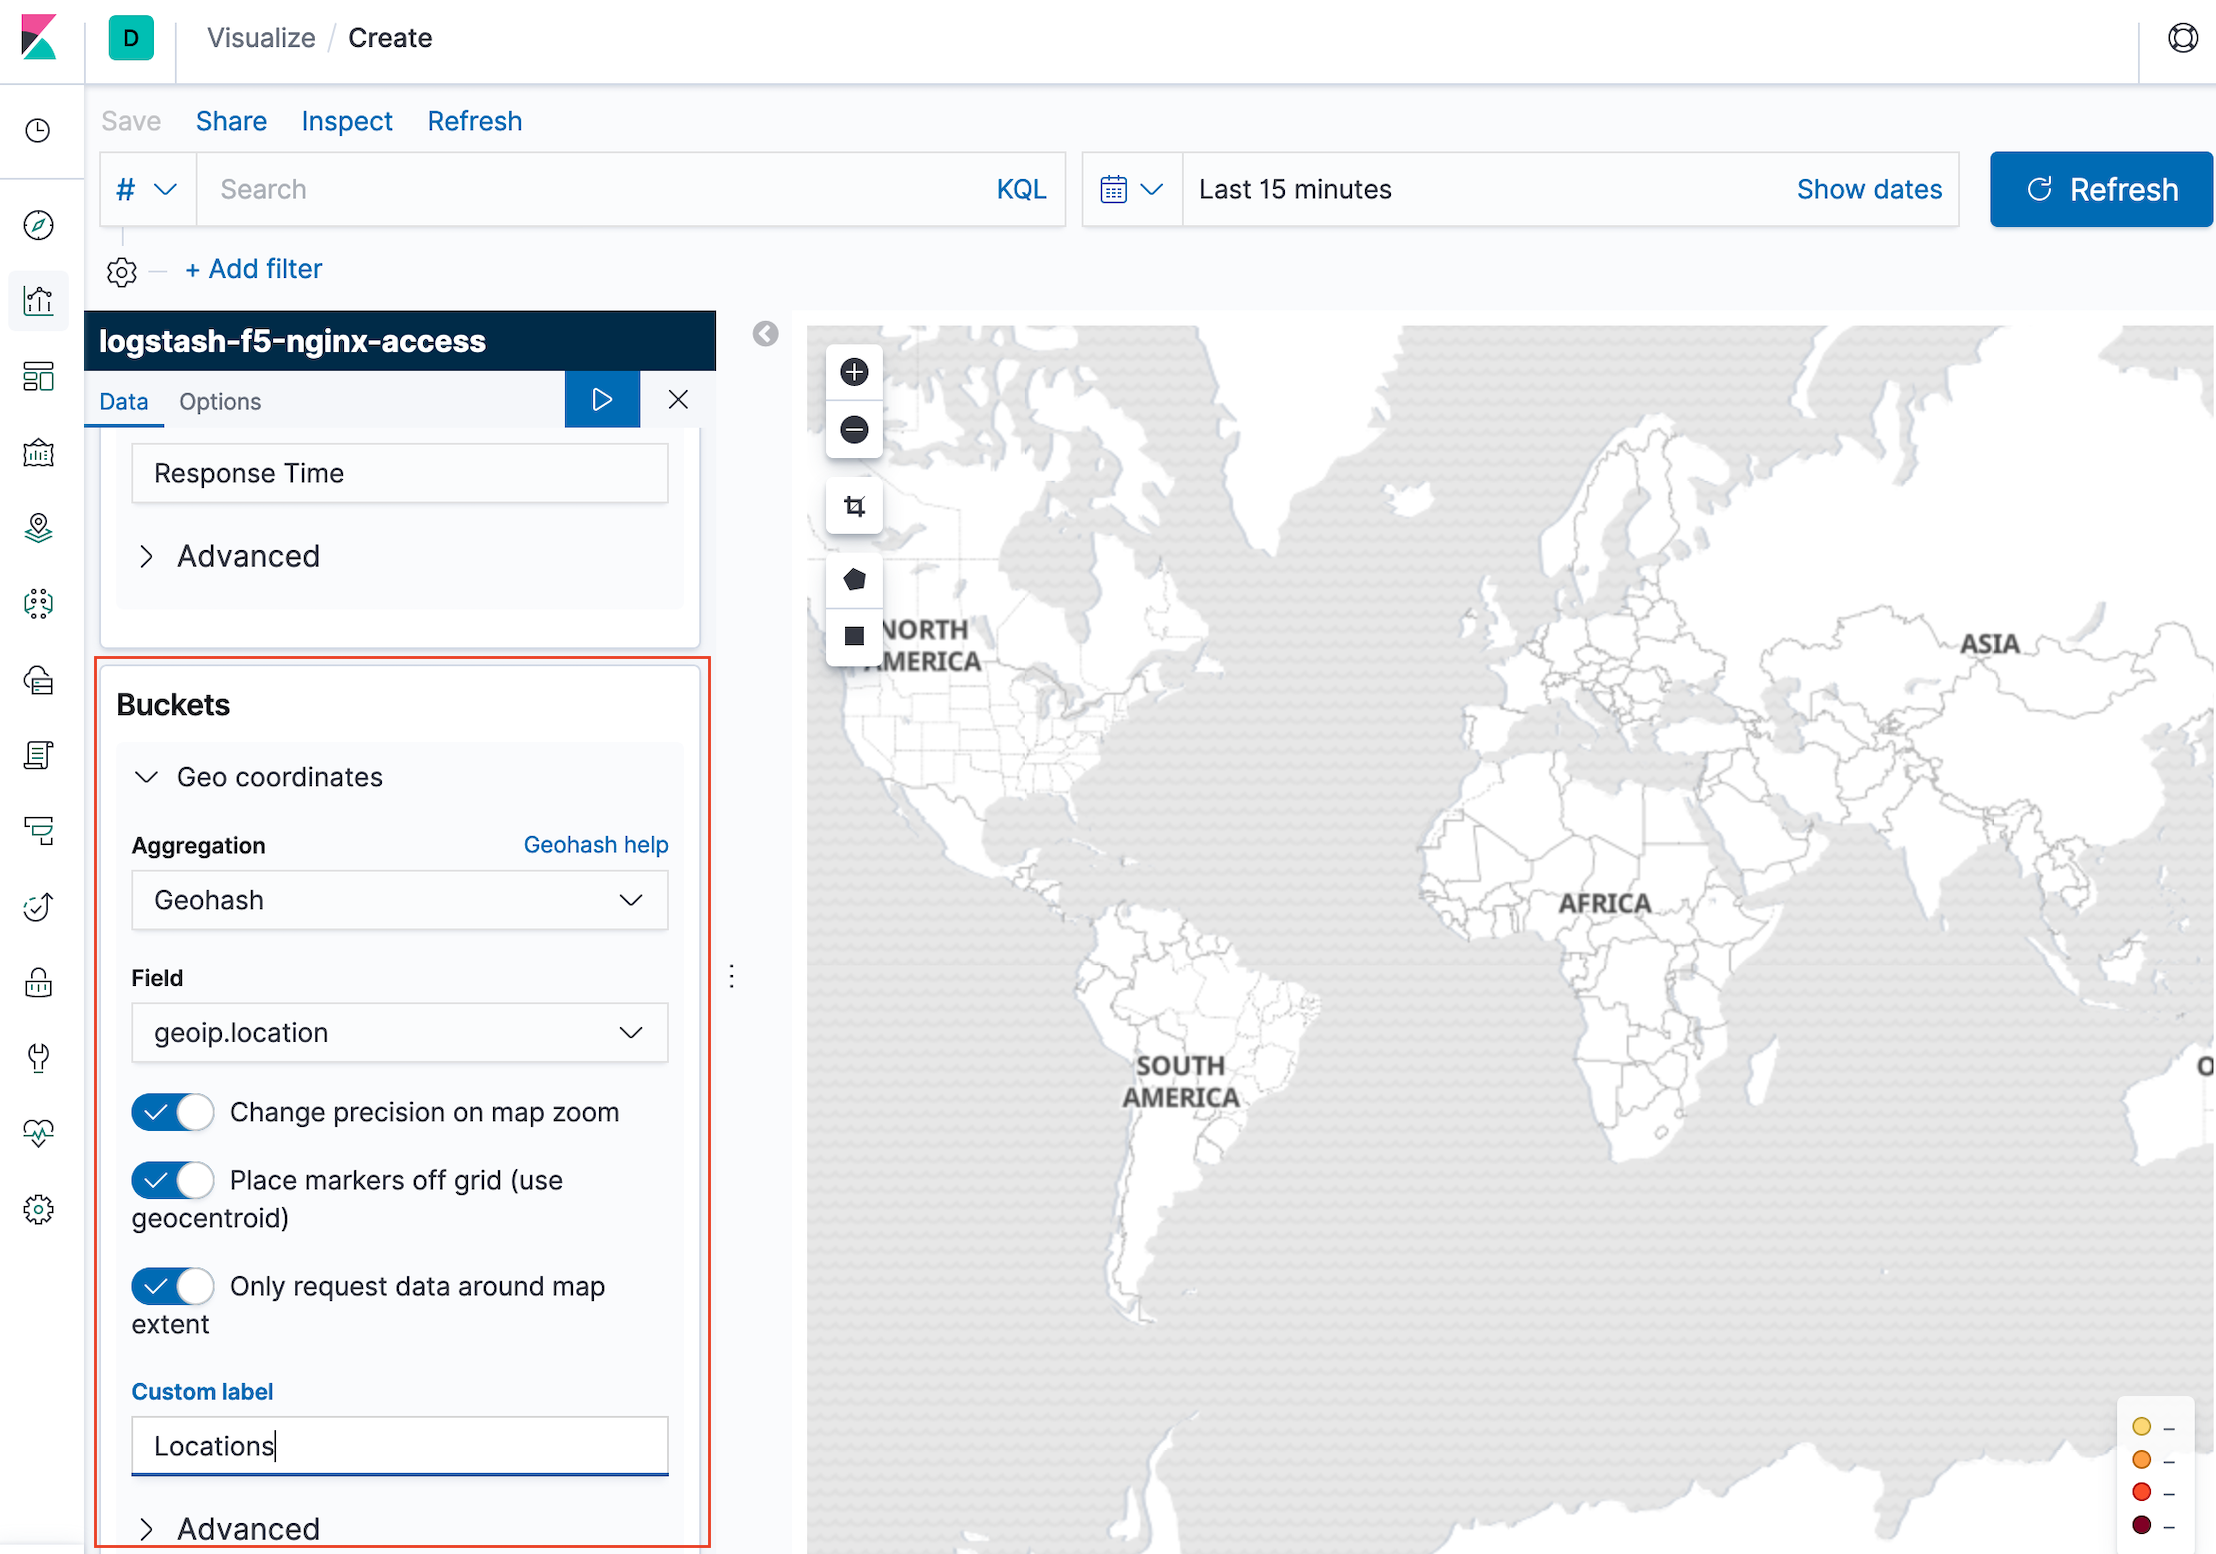 D Visualize / Create
Save Share Inspect Refresh
# Search KQL Last 15 minutes Show dates Refresh
+ Add filter
logstash-f5-nginx-access
Data Options
Response Time
Advanced
Buckets
Geo coordinates
Aggregation Geohash help
Geohash
Field
geoip.location
Change precision on map zoom
Place markers off grid (use
geocentroid)
Only request data around map
extent
Custom label
Locations
Advanced
NORTH
AMERICA
ASIA
AFRICA
SOUTH
AMERICA
O
–
–
–
–